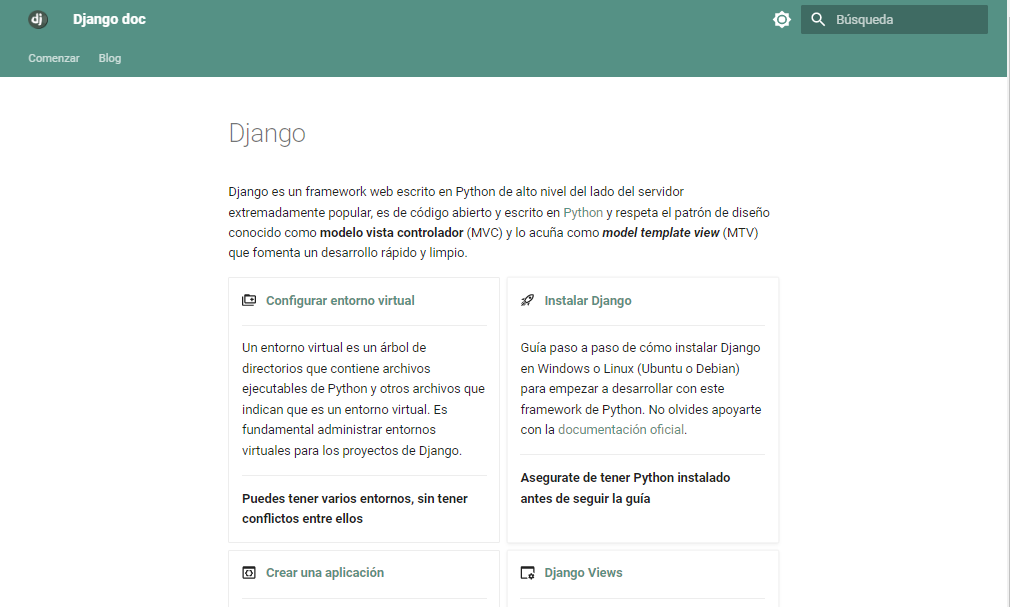 dj
Django doc
Búsqueda
Comenzar
Blog
Django
Django es un framework web escrito en Python de alto nivel del lado del servidor
extremadamente popular, es de código abierto y escrito en Python y respeta el patrón de diseño
conocido como modelo vista controlador (MVC) y lo acuña como model template view (MTV)
que fomenta un desarrollo rápido y limpio.
Configurar entorno virtual
Un entorno virtual es un árbol de
directorios que contiene archivos
ejecutables de Python y otros archivos que
indican que es un entorno virtual. Es
fundamental administrar entornos
virtuales para los proyectos de Django.
Puedes tener varios entornos, sin tener
conflictos entre ellos
Instalar Django
Guía paso a paso de cómo instalar Django
en Windows o Linux (Ubuntu o Debian)
para empezar a desarrollar con este
framework de Python. No olvides apoyarte
con la documentación oficial.
Asegurate de tener Python instalado
antes de seguir la guía
Crear una aplicación
Django Views